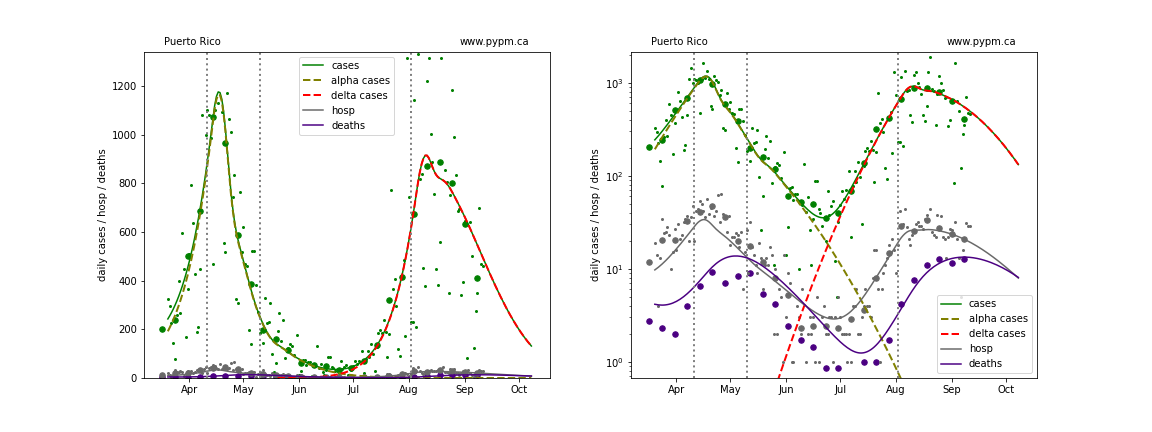 Puerto Rico www.pypm.ca
daily cases / hosp / deaths
1200
1000
800
600
400
200
0
cases
alpha cases
delta cases
hosp
deaths
Apr May Jun Jul Aug Sep Oct
Puerto Rico www.pypm.ca
daily cases / hosp / deaths
10³
10²
10¹
10⁰
cases
alpha cases
delta cases
hosp
deaths
Apr May Jun Jul Aug Sep Oct